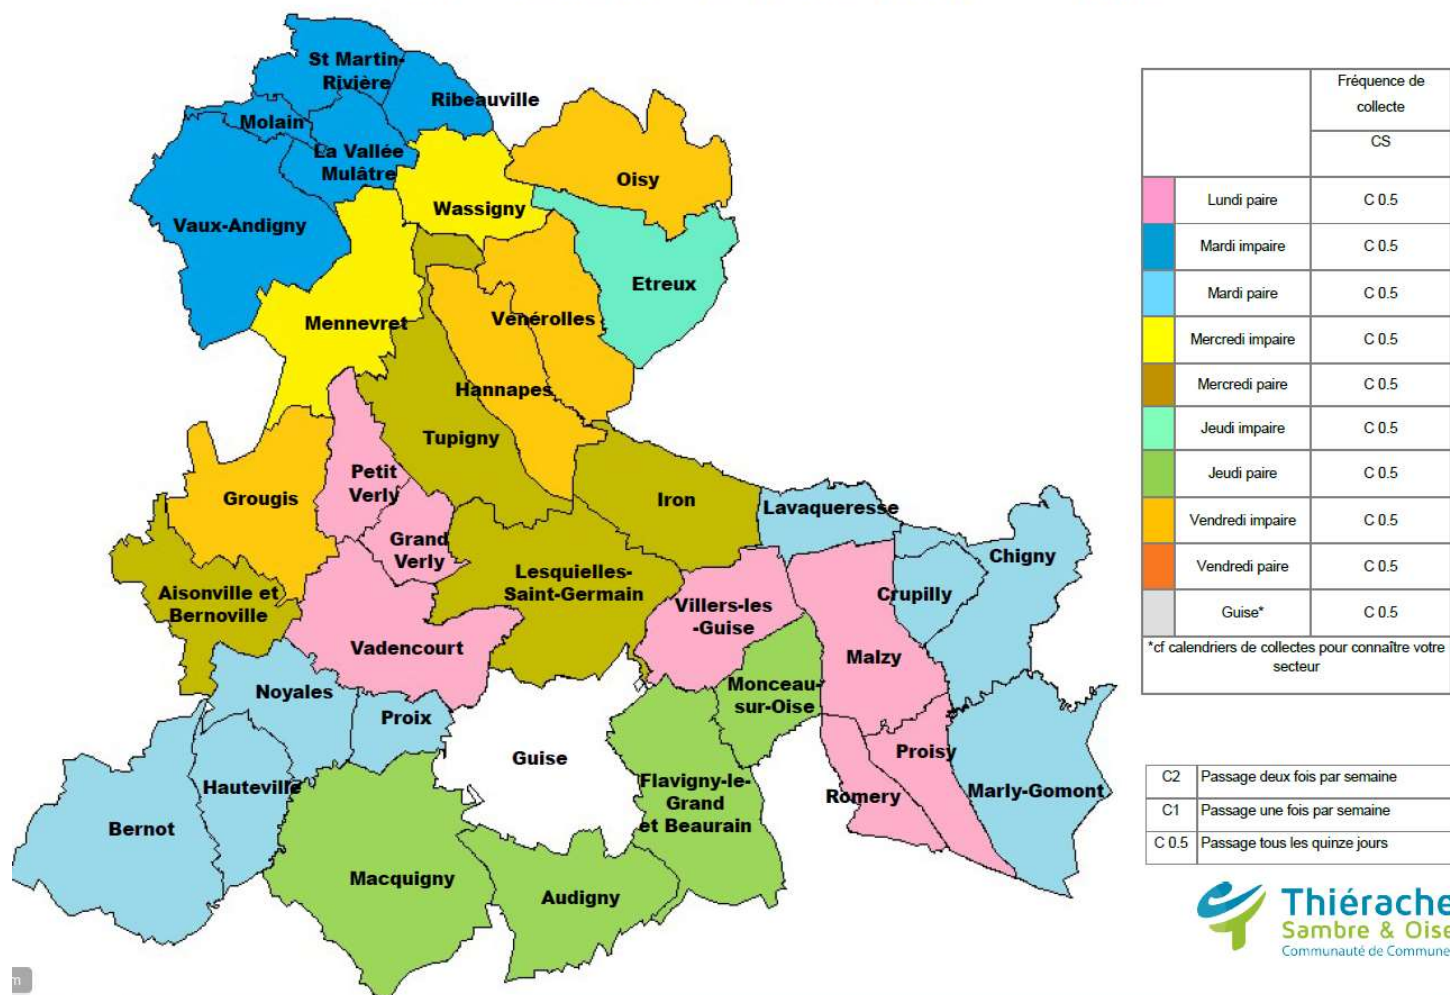 St Martin-
Rivière
Ribeauville
Molain
La Vallée
Mulâtre
Oisy
Wassigny
Vaux-Andigny
Etreux
Mennevret
Vénérolles
Hannapes
Tupigny
Petit
Verly
Grougis
Iron
Lavaqueresse
Grand
Verly
Chigny
Lesquielles-
Saint-Germain
Aisonville et
Bernoville
Crupilly
Villers-les
-Guise
Vadencourt
Malzy
Noyales
Monceau-
sur-Oise
Proix
Guise
Proisy
Hauteville
Flavigny-le-
Grand
et Beaurain
Romery
Marly-Gomont
Bernot
Macquigny
Audigny
Fréquence de
collecte
CS
Lundi paire C 0.5
Mardi impaire C 0.5
Mardi paire C 0.5
Mercredi impaire C 0.5
Mercredi paire C 0.5
Jeudi impaire C 0.5
Jeudi paire C 0.5
Vendredi impaire C 0.5
Vendredi paire C 0.5
Guise* C 0.5
*cf calendriers de collectes pour connaître votre
secteur
C2 Passage deux fois par semaine
C1 Passage une fois par semaine
C 0.5 Passage tous les quinze jours
Thiérache
Sambre & Oise
Communauté de Commune
m